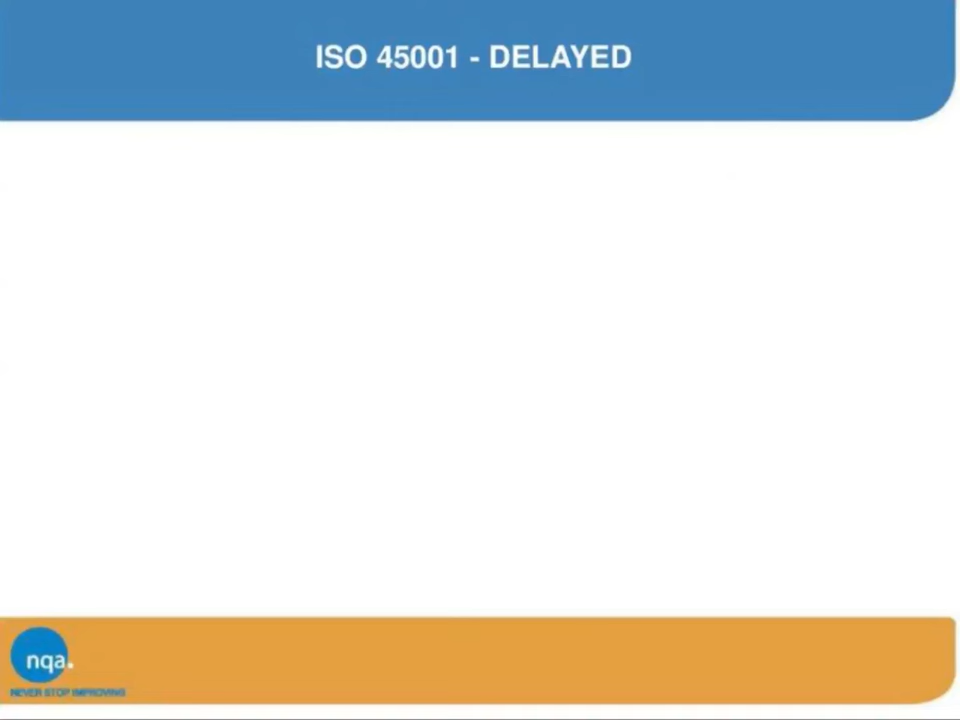 ISO 45001 - DELAYED
nqa.
NEVER STOP IMPROVING